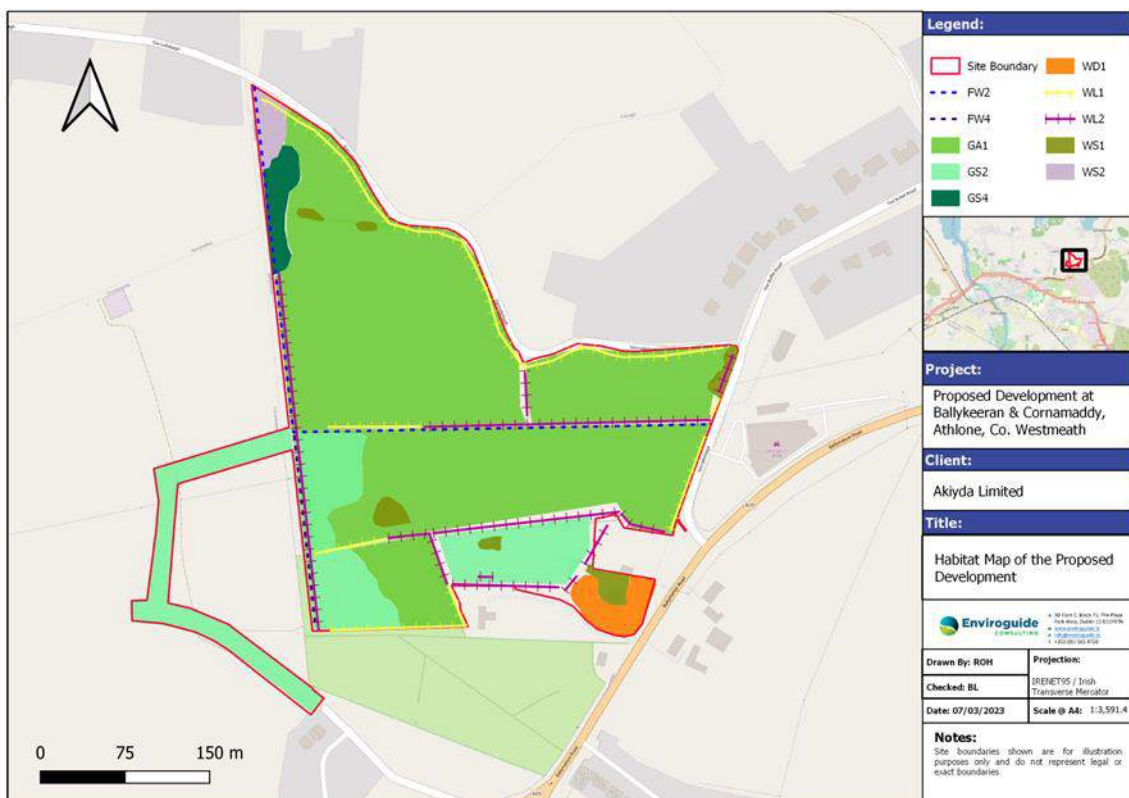 Legend:
Site Boundary
FW2
FW4
GA1
GS2
GS4
WD1
WL1
WL2
WS1
WS2
Project:
Proposed Development at
Ballykeeran & Cornamaddy,
Athlone, Co. Westmeath
Client:
Akiyda Limited
Title:
Habitat Map of the Proposed
Development
Enviroguide
CONSULTING
Drawn By: ROH
Checked: BL
Date: 07/03/2023
Projection:
IRENET95 / Irish
Transverse Mercator
Scale @ A4: 1:3,591.4
Notes:
Site boundaries shown are for illustration
purposes only and do not represent legal or
exact boundaries
0 75 150 m